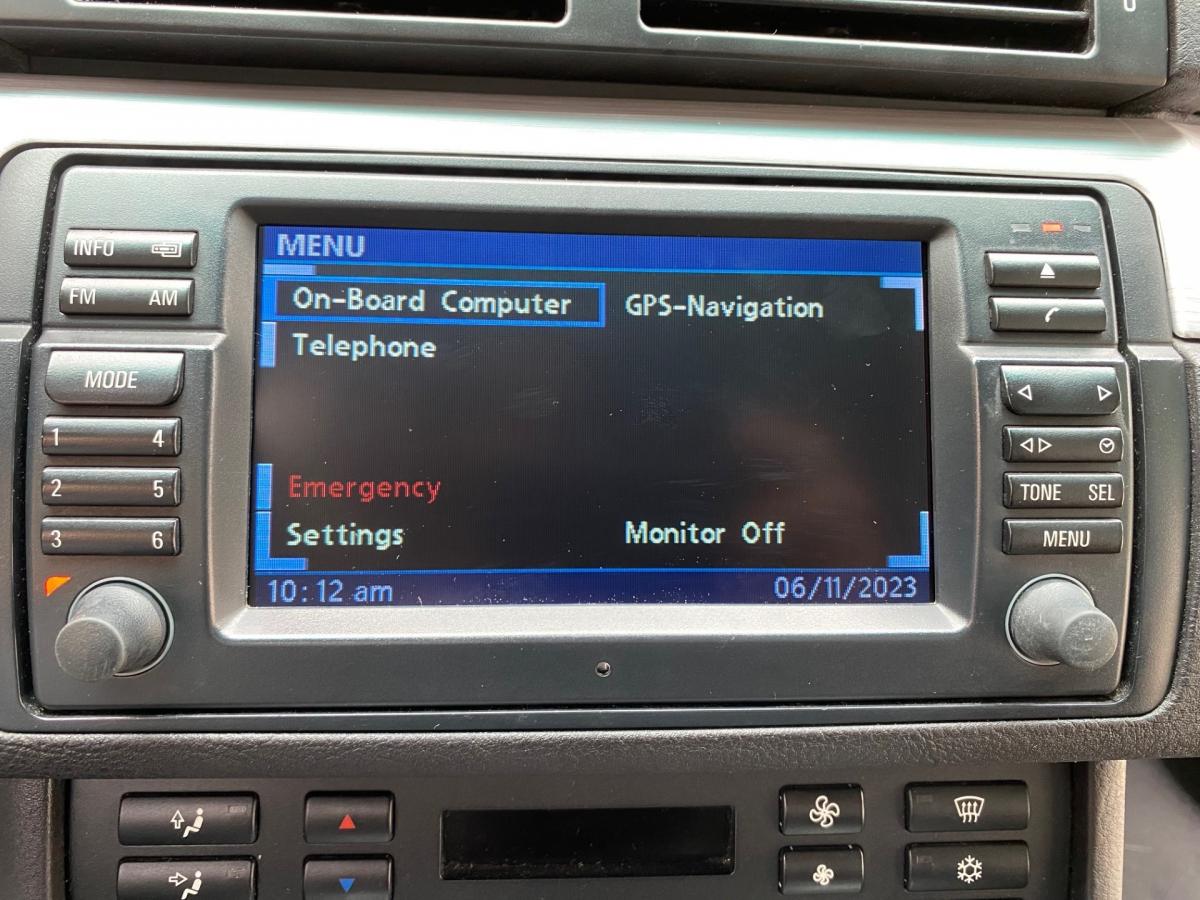 MENU
On-Board Computer GPS-Navigation
Telephone
Emergency
Settings Monitor Off
10:12 am 06/11/2023
INFO
FM AM
MODE
1 4
2 5
3 6
TONE SEL
MENU